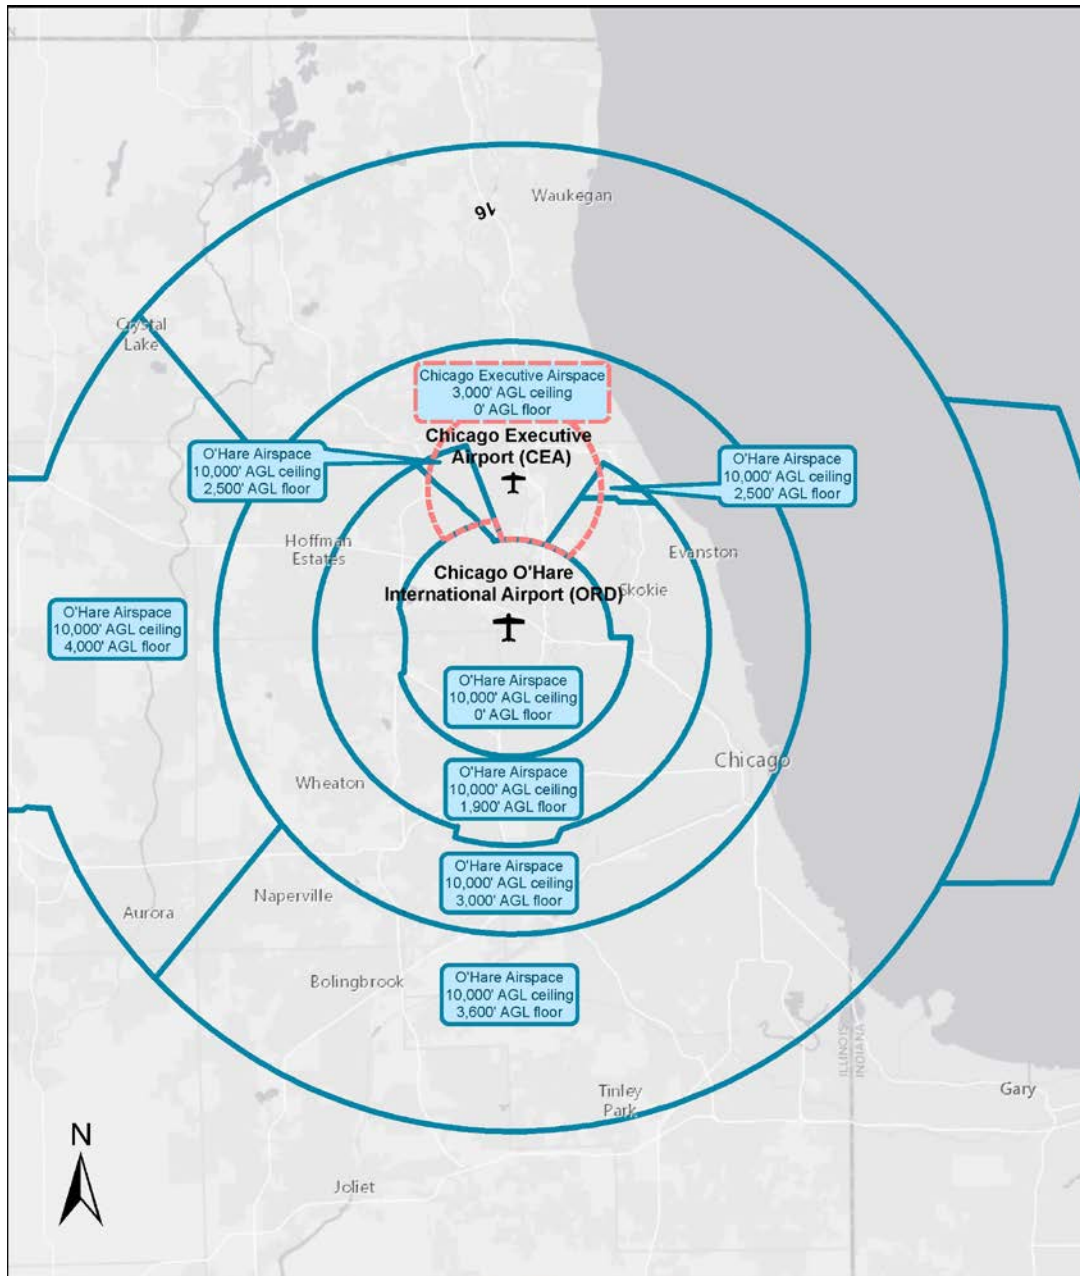 Waukegan
16
Crystal
Lake
Chicago Executive Airspace
3,000' AGL ceiling
0' AGL floor
Chicago Executive
Airport (CEA)
O'Hare Airspace
10,000' AGL ceiling
2,500' AGL floor
O'Hare Airspace
10,000' AGL ceiling
2,500' AGL floor
Hoffman
Estates
Evanston
Chicago O'Hare
International Airport (ORD)
Skokie
O'Hare Airspace
10,000' AGL ceiling
4,000' AGL floor
O'Hare Airspace
10,000' AGL ceiling
0' AGL floor
Chicago
O'Hare Airspace
10,000' AGL ceiling
1,900' AGL floor
Wheaton
O'Hare Airspace
10,000' AGL ceiling
3,000' AGL floor
Naperville
Aurora
Bolingbrook
O'Hare Airspace
10,000' AGL ceiling
3,600' AGL floor
ILLINOIS
INDIANA
Tinley
Park
Gary
N
Joliet